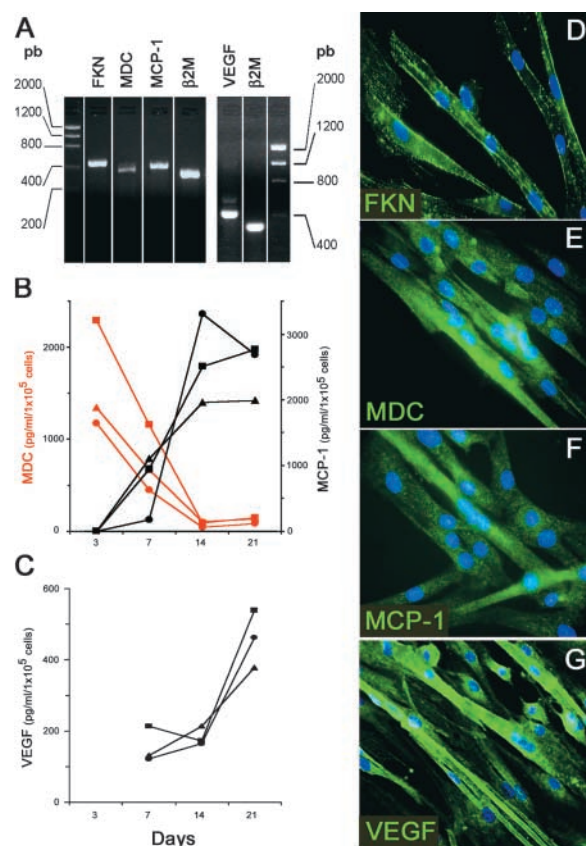 A
pb
FKN
MDC
MCP-1
β2M
VEGF
β2M
pb
2000
1200
800
400
200
2000
1200
800
400
B
MDC (pg/ml/1x10⁵ cells)
2000
1000
0
MCP-1 (pg/ml/1x10⁵ cells)
3000
2000
1000
0
3 7 14 21
C
VEGF (pg/ml/1x10⁵ cells)
600
400
200
0
3 7 14 21
Days
D
FKN
E
MDC
F
MCP-1
G
VEGF